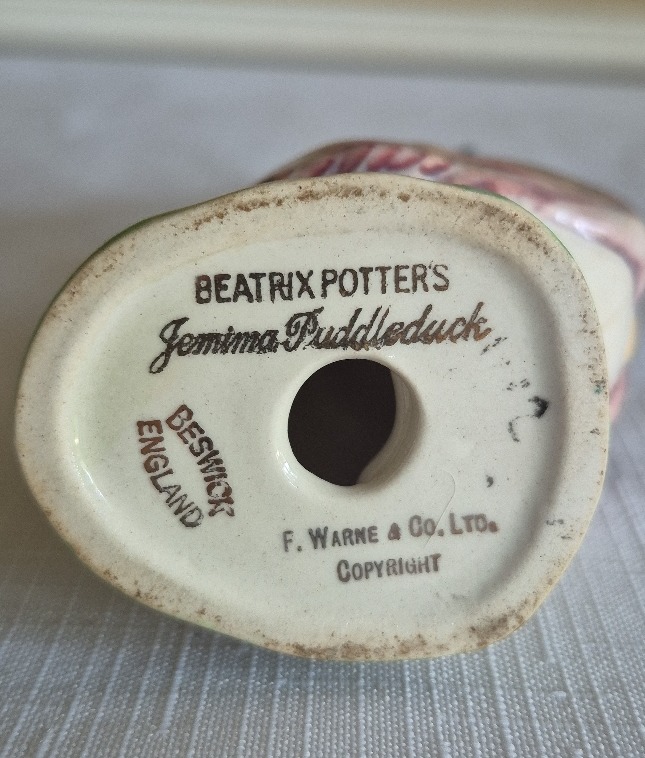 BEATRIX POTTER'S
Jemima Puddleduck
BESWICK
ENGLAND
F. WARNE & CO. LTD.
COPYRIGHT